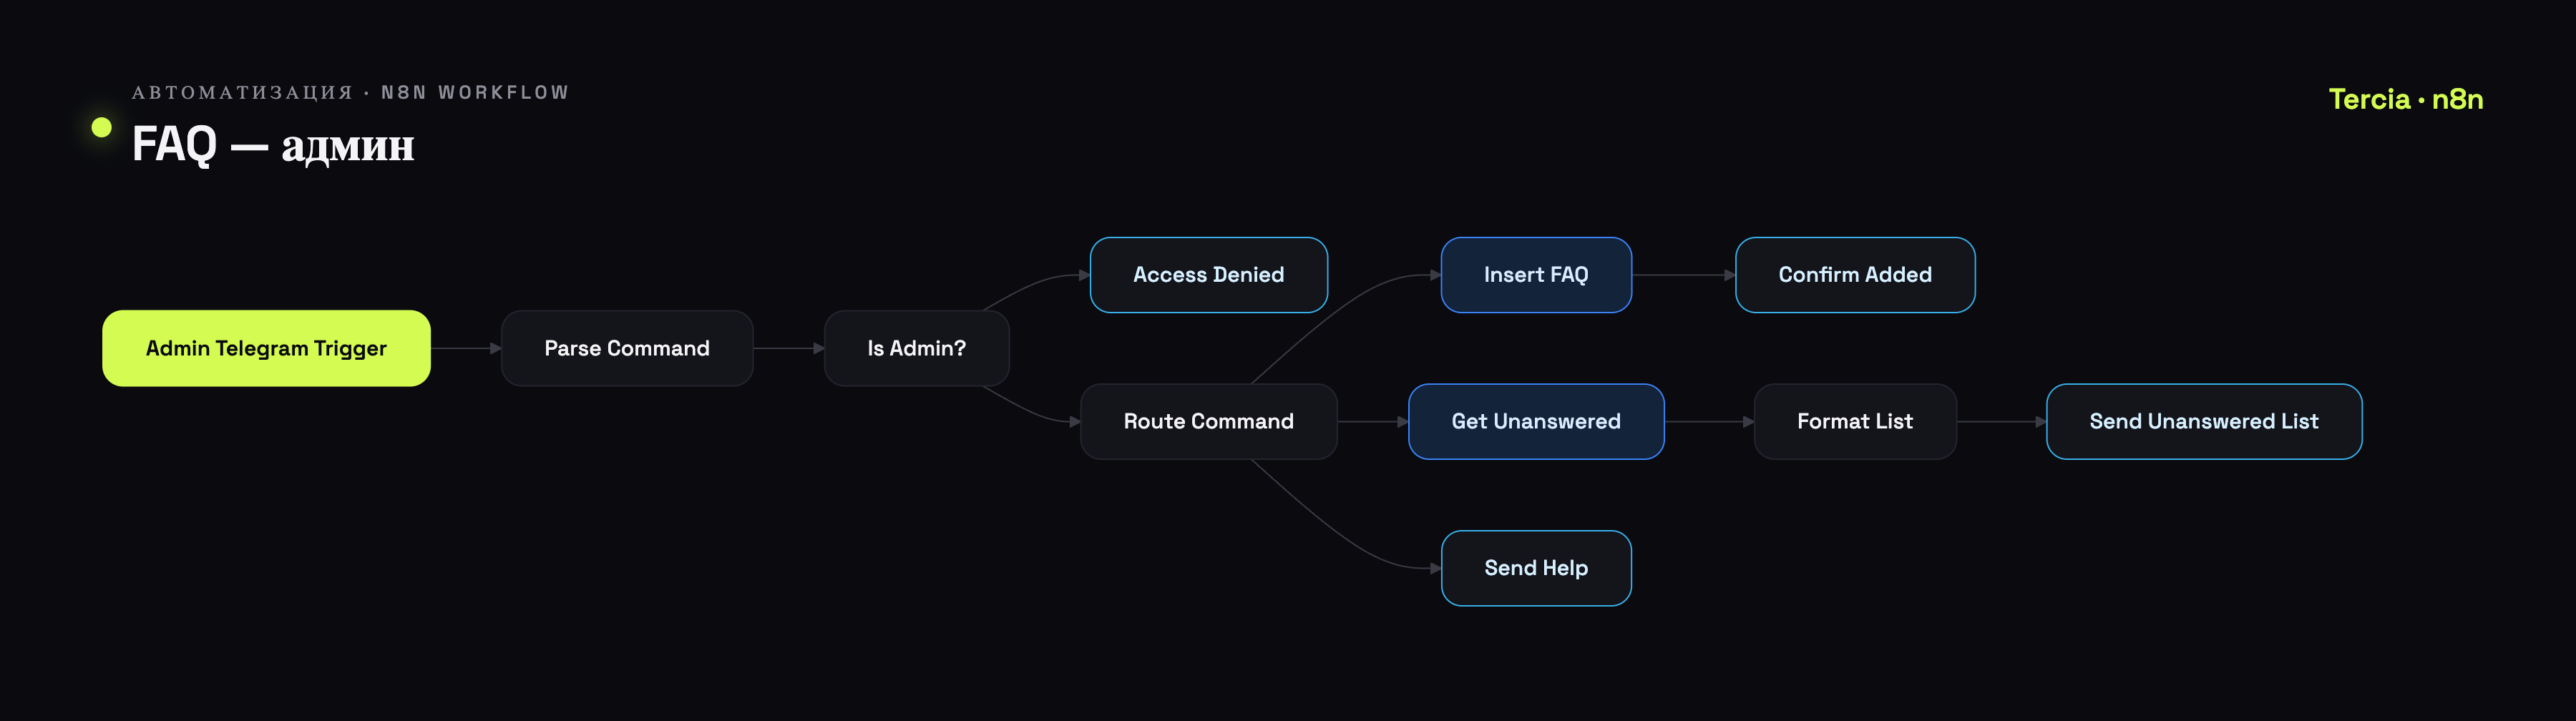 АВТОМАТИЗАЦИЯ · N8N WORKFLOW
FAQ — админ
Tercia · n8n
Admin Telegram Trigger
Parse Command
Is Admin?
Access Denied
Route Command
Insert FAQ
Confirm Added
Get Unanswered
Format List
Send Unanswered List
Send Help